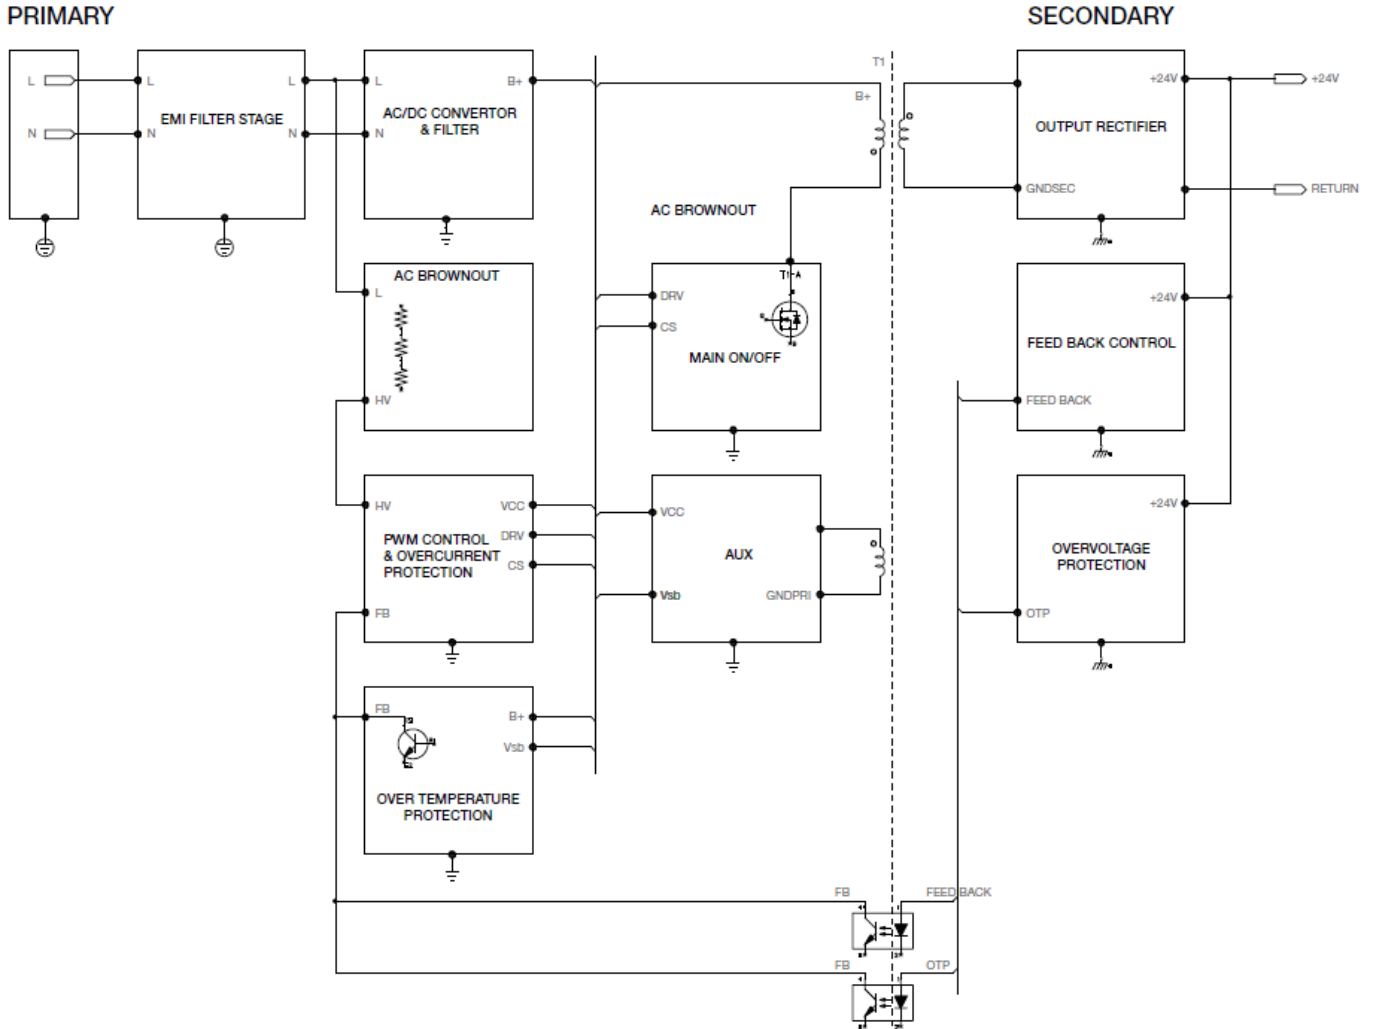 PRIMARY
SECONDARY
L
N
L
N
EMI FILTER STAGE
L
N
L
N
AC/DC CONVERTOR
& FILTER
B+
T1
B+
+24V
OUTPUT RECTIFIER
GNDSEC
+24V
RETURN
AC BROWNOUT
AC BROWNOUT
L
HV
T1-A
DRV
CS
MAIN ON/OFF
+24V
FEED BACK CONTROL
FEED BACK
HV
VCC
DRV
CS
PWM CONTROL
& OVERCURRENT
PROTECTION
FB
VCC
AUX
Vsb
GNDPRI
+24V
OVERVOLTAGE
PROTECTION
OTP
FB
B+
Vsb
OVER TEMPERATURE
PROTECTION
FB
FEED BACK
FB
OTP